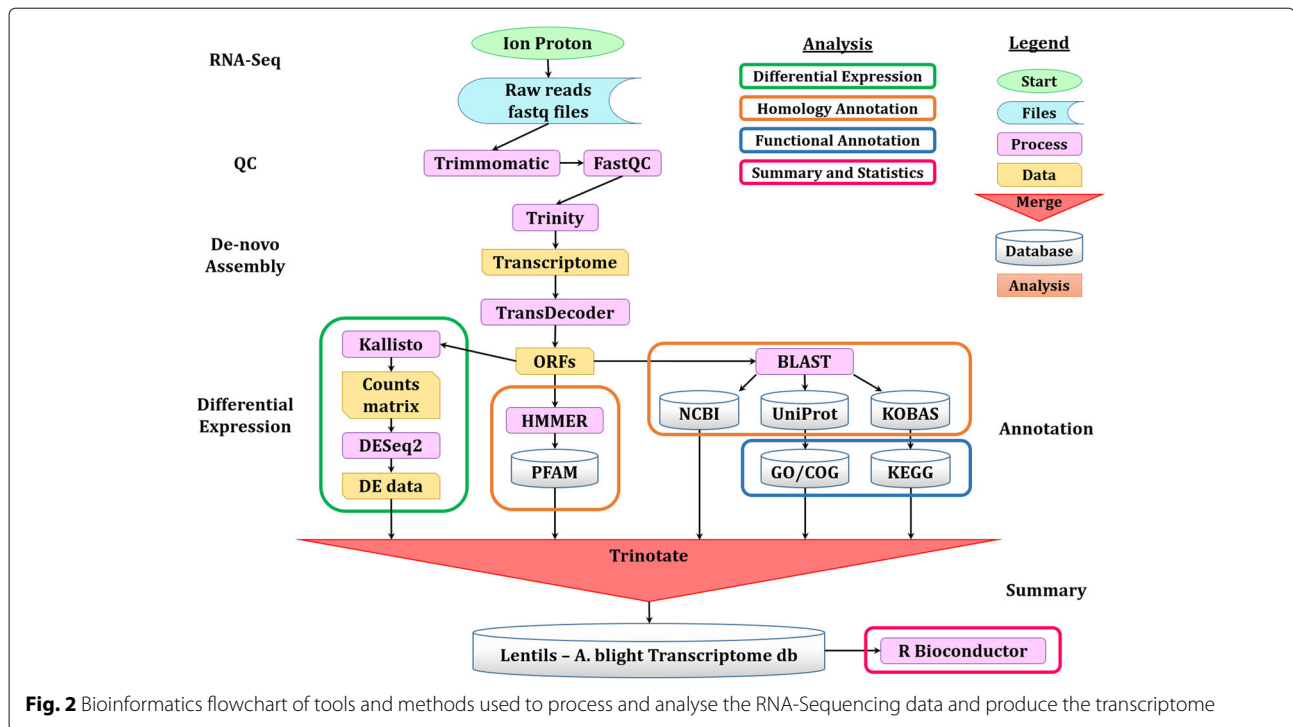 RNA-Seq
Ion Proton
Raw reads
fastq files
QC
Trimmomatic
FastQC
De-novo
Assembly
Trinity
Transcriptome
TransDecoder
ORFs
Differential
Expression
Kallisto
Counts
matrix
DESeq2
DE data
HMMER
PFAM
BLAST
NCBI
UniProt
KOBAS
GO/COG
KEGG
Annotation
Trinotate
Summary
Lentils – A. blight Transcriptome db
R Bioconductor
Analysis
Differential Expression
Homology Annotation
Functional Annotation
Summary and Statistics
Legend
Start
Files
Process
Data
Merge
Database
Analysis
Fig. 2 Bioinformatics flowchart of tools and methods used to process and analyse the RNA-Sequencing data and produce the transcriptome